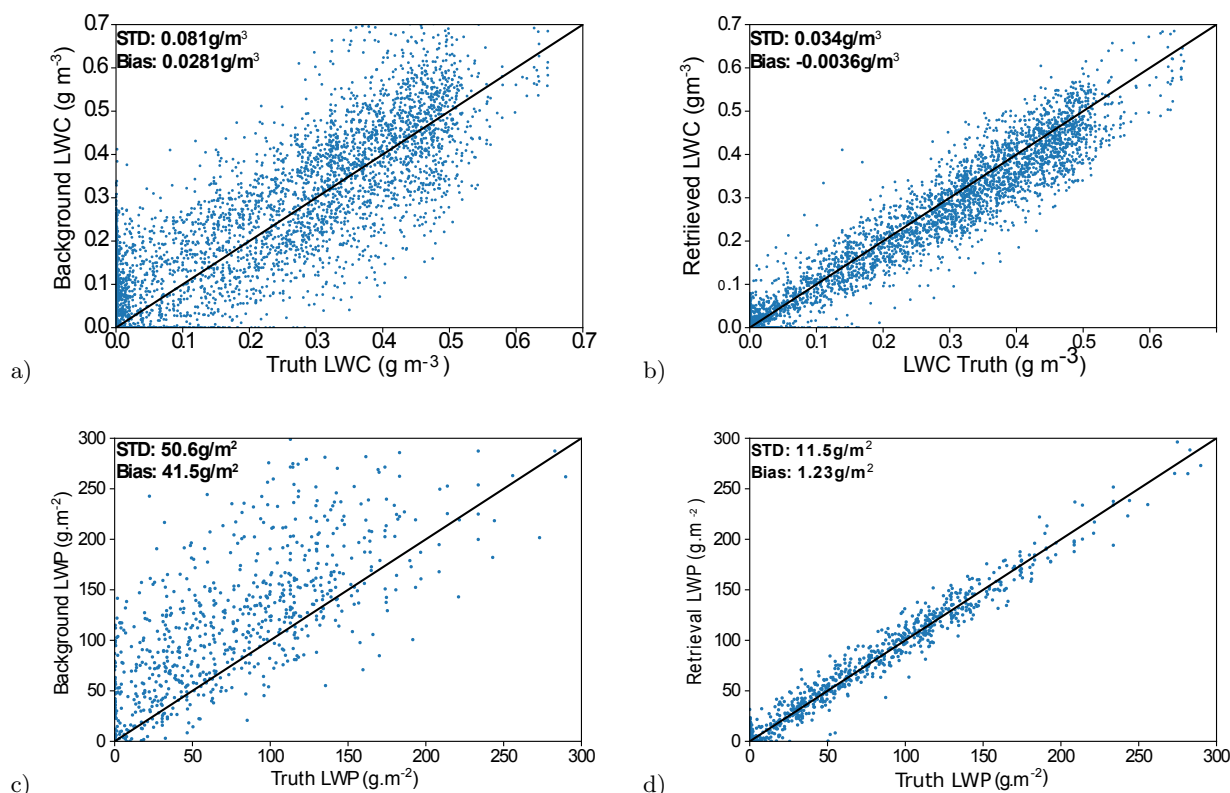 STD: 0.081g/m³
Bias: 0.0281g/m³
Background LWC (g m⁻³)
0.7
0.6
0.5
0.4
0.3
0.2
0.1
0.0
0.0 0.1 0.2 0.3 0.4 0.5 0.6 0.7
Truth LWC (g m⁻³)
a)
STD: 0.034g/m³
Bias: -0.0036g/m³
Retriieved LWC (gm⁻³)
0.7
0.6
0.5
0.4
0.3
0.2
0.1
0.0
0.0 0.1 0.2 0.3 0.4 0.5 0.6
LWC Truth (g m⁻³)
b)
STD: 50.6g/m²
Bias: 41.5g/m²
Background LWP (g.m⁻²)
300
250
200
150
100
50
0
0 50 100 150 200 250 300
Truth LWP (g.m⁻²)
c)
STD: 11.5g/m²
Bias: 1.23g/m²
Retrieval LWP (g.m⁻²)
300
250
200
150
100
50
0
0 50 100 150 200 250 300
Truth LWP (g.m⁻²)
d)